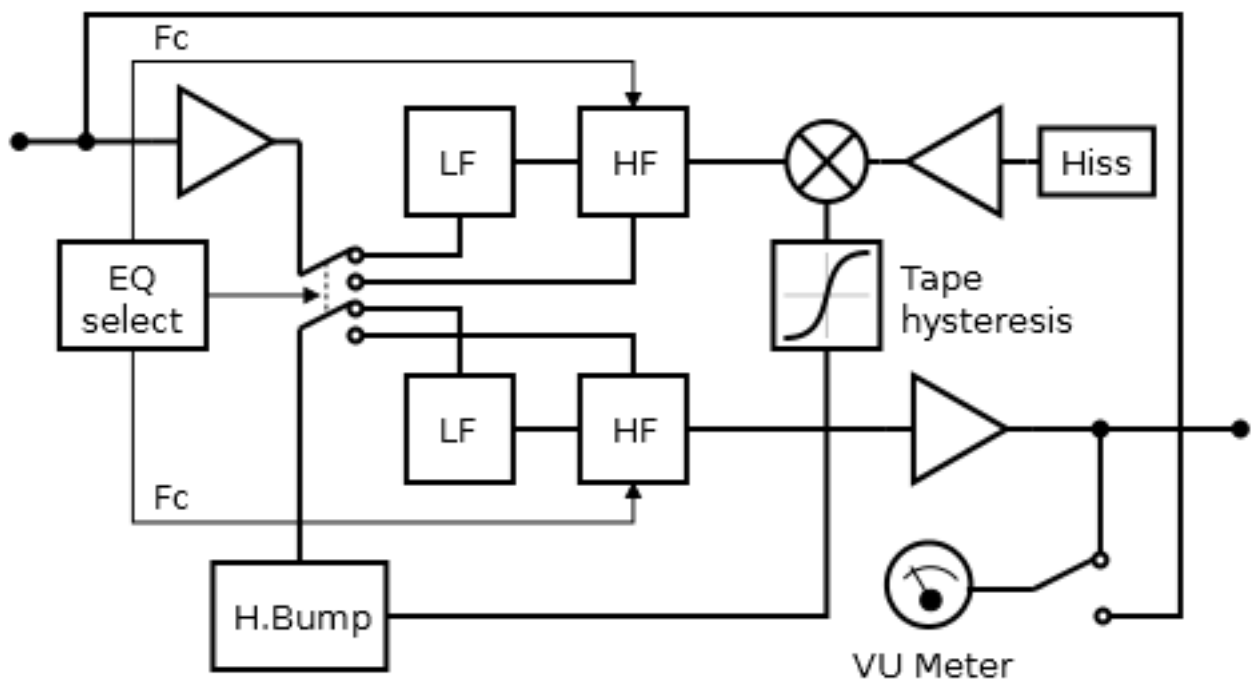 Fc
LF
HF
Hiss
EQ
select
Tape
hysteresis
LF
HF
Fc
H.Bump
VU Meter